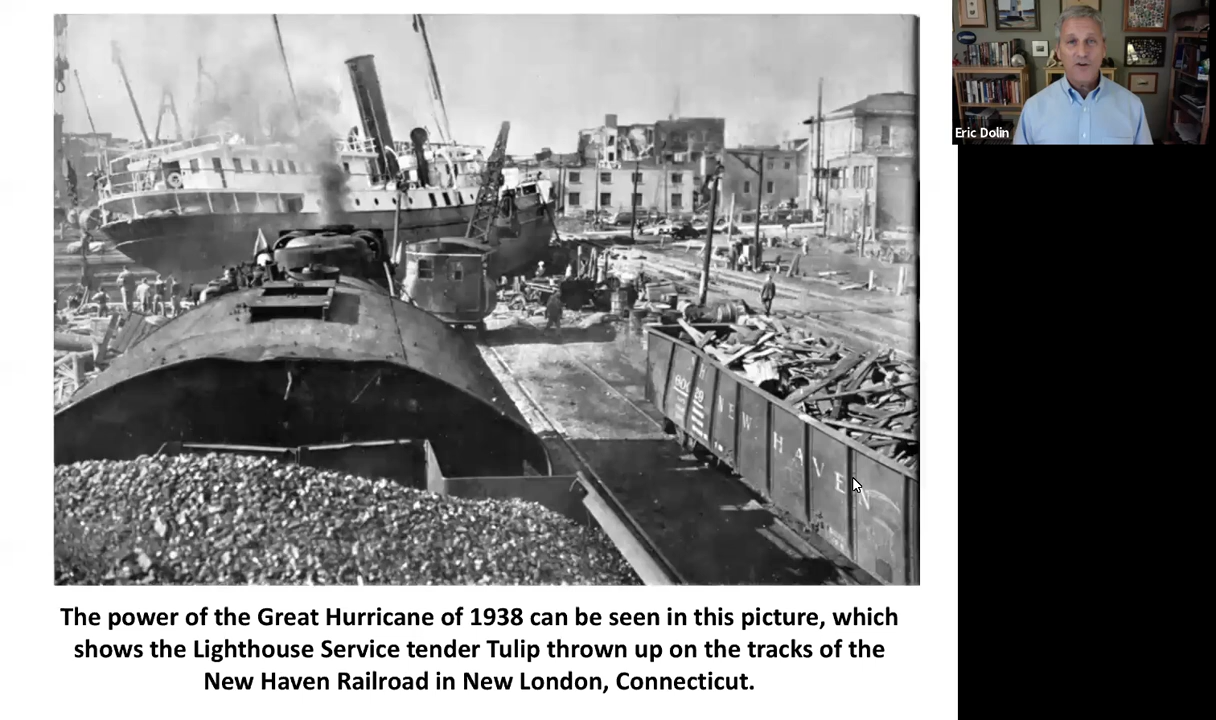 Eric Dolin
N H
NEW HAVEN
The power of the Great Hurricane of 1938 can be seen in this picture, which
shows the Lighthouse Service tender Tulip thrown up on the tracks of the
New Haven Railroad in New London, Connecticut.